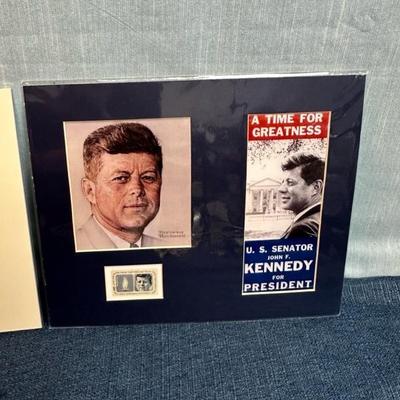 A TIME FOR
GREATNESS
U. S. SENATOR
JOHN F.
KENNEDY
FOR
PRESIDENT